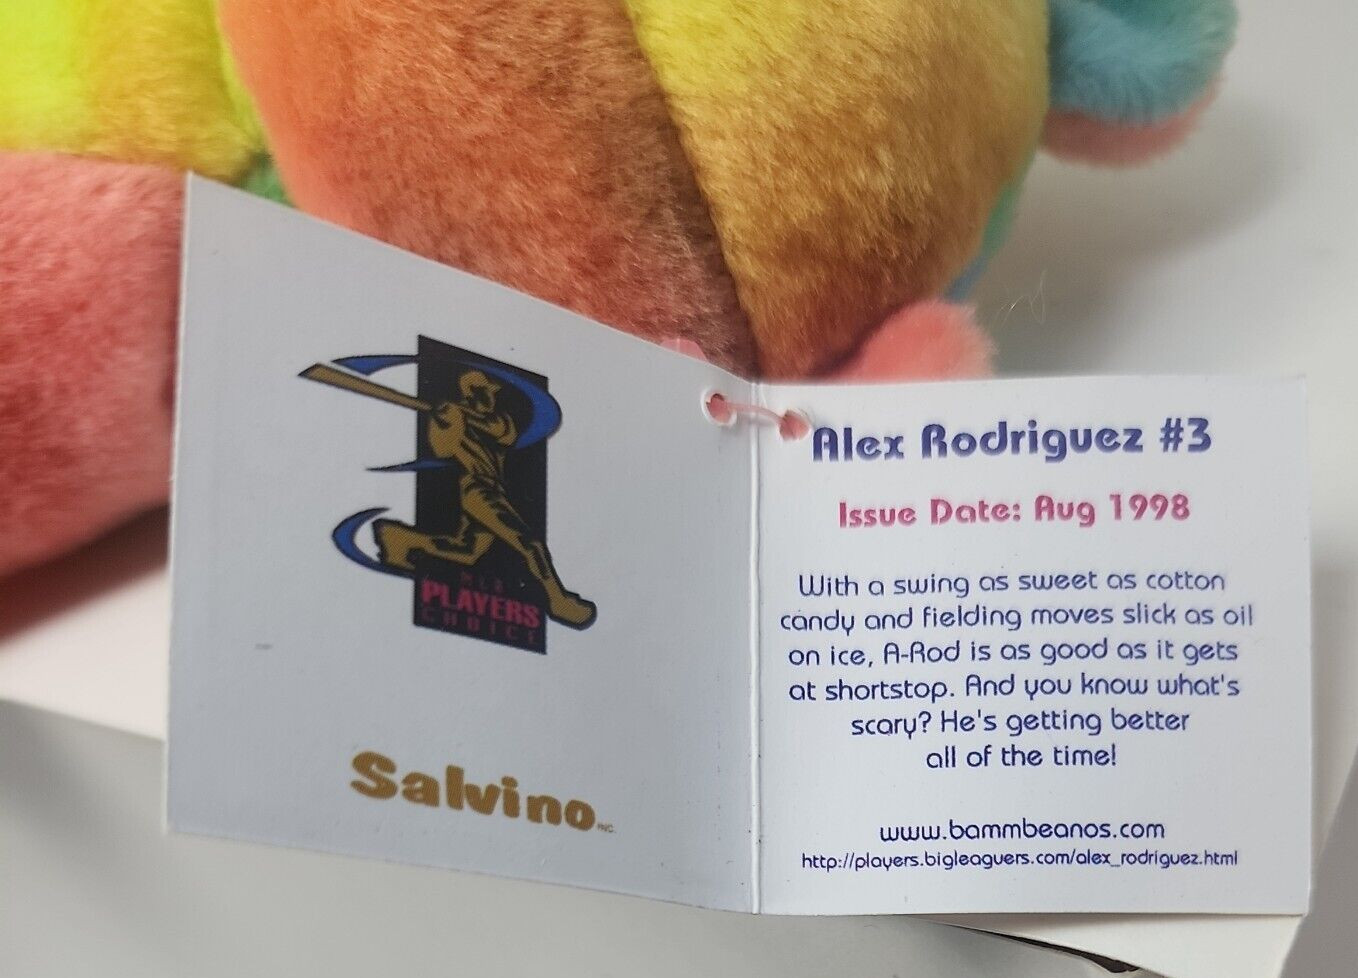 MLB
PLAYERS
CHOICE
Salvino INC.
Alex Rodriguez #3
Issue Date: Aug 1998
With a swing as sweet as cotton
candy and fielding moves slick as oil
on ice, A-Rod is as good as it gets
at shortstop. And you know what's
scary? He's getting better
all of the time!
www.bammbeanos.com
http://players.bigleaguers.com/alex_rodriguez.html